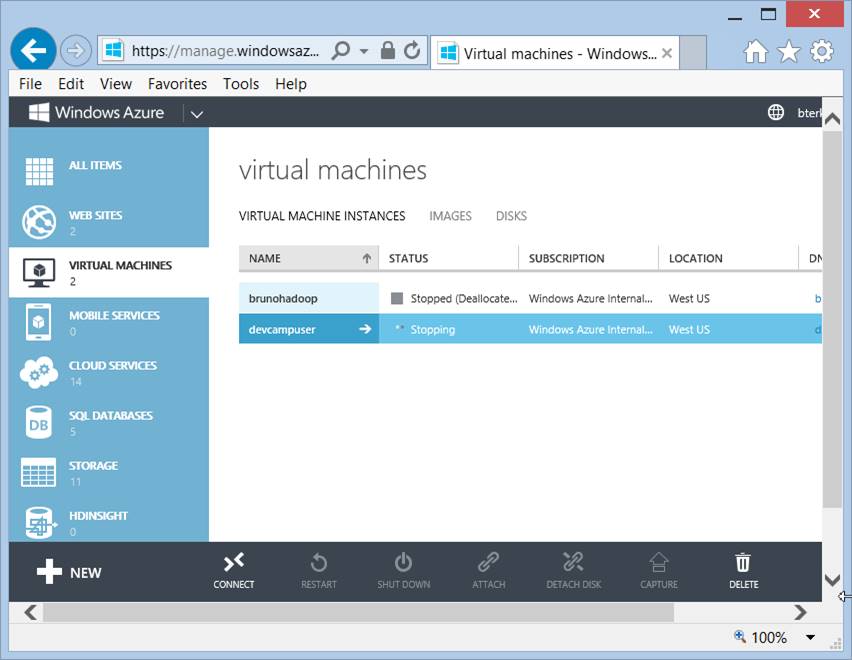 https://manage.windowsaz...
Virtual machines - Windows...
File Edit View Favorites Tools Help
Windows Azure
ALL ITEMS
WEB SITES
2
VIRTUAL MACHINES
2
MOBILE SERVICES
0
CLOUD SERVICES
14
DB
SQL DATABASES
5
STORAGE
11
HDINSIGHT
0
virtual machines
VIRTUAL MACHINE INSTANCES IMAGES DISKS
NAME STATUS SUBSCRIPTION LOCATION DN
brunohadoop Stopped (Deallocate... Windows Azure Internal... West US b
devcampuser Stopping Windows Azure Internal... West US d
NEW
CONNECT RESTART SHUT DOWN ATTACH DETACH DISK CAPTURE DELETE
100%